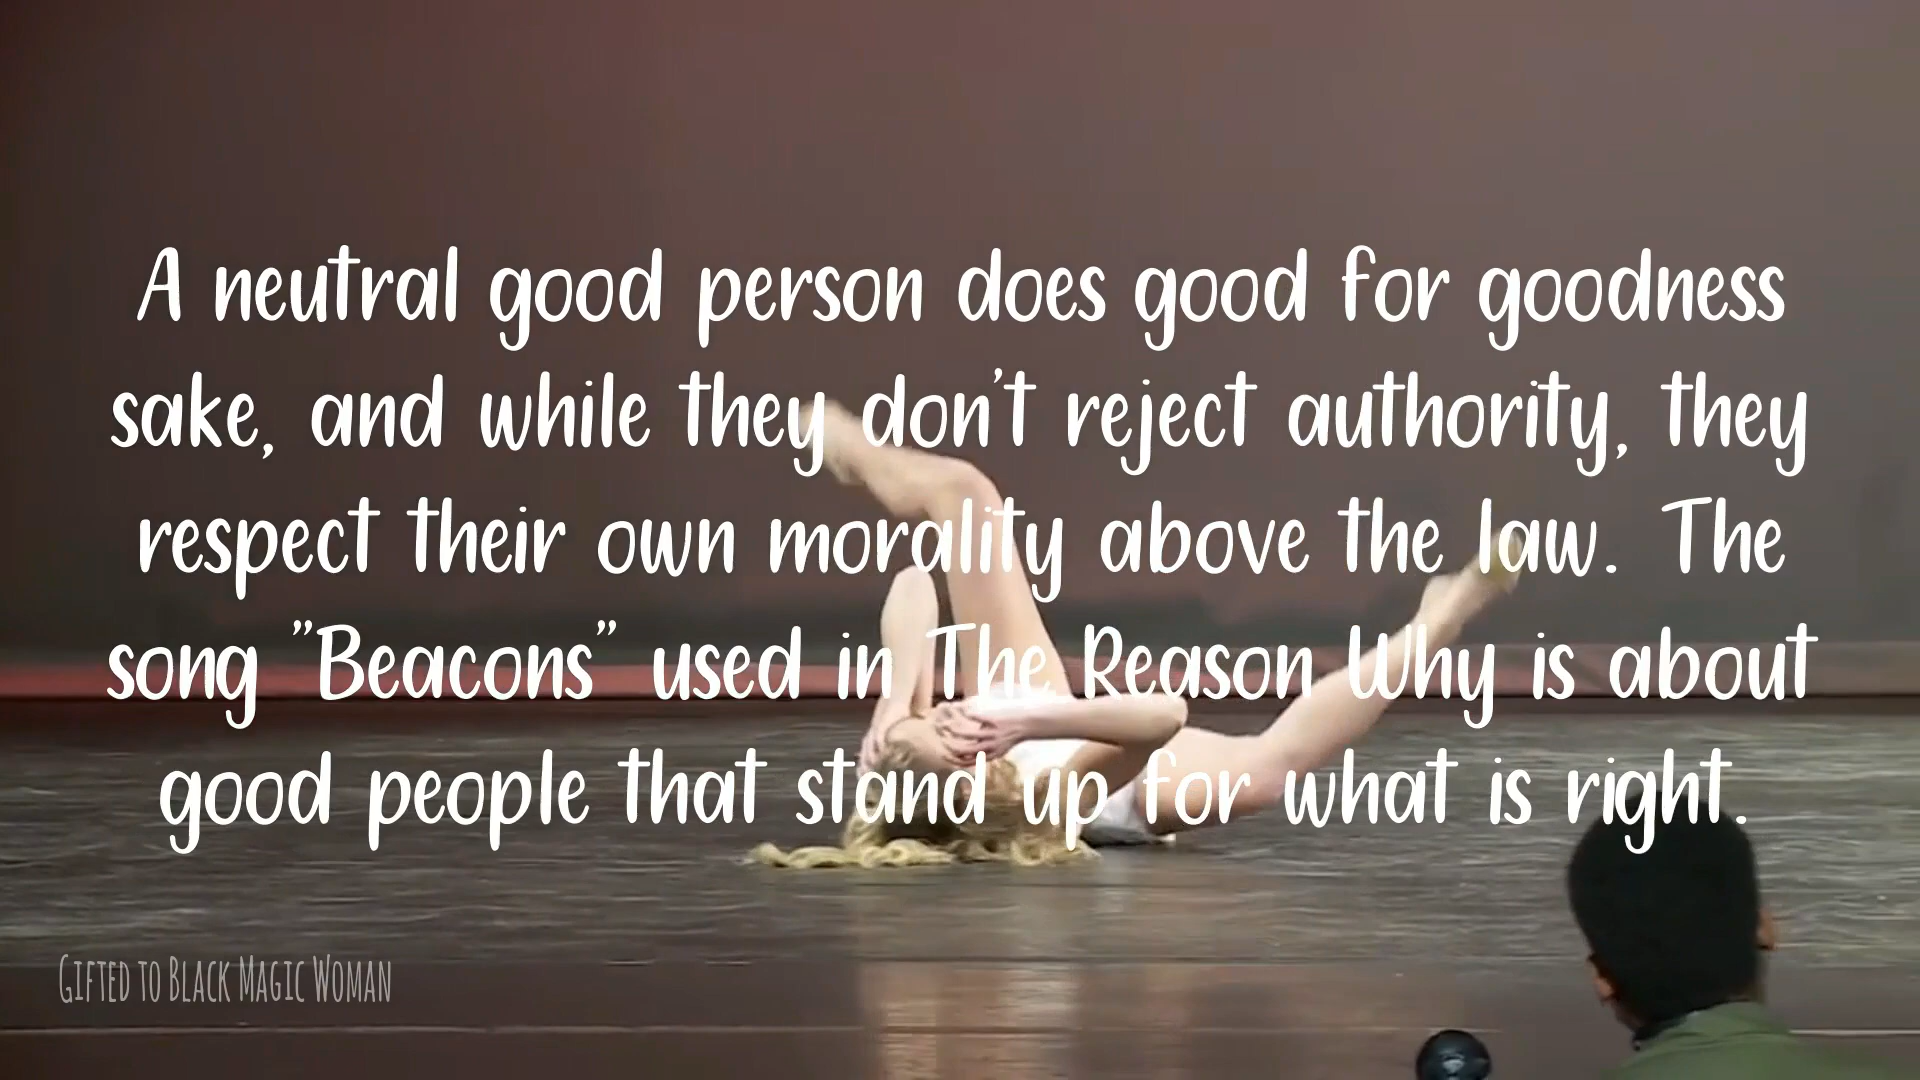 A neutral good person does good for goodness
sake, and while they don't reject authority, they
respect their own morality above the law. The
song "Beacons" used in The Reason Why is about
good people that stand up for what is right.
Gifted to Black Magic Woman